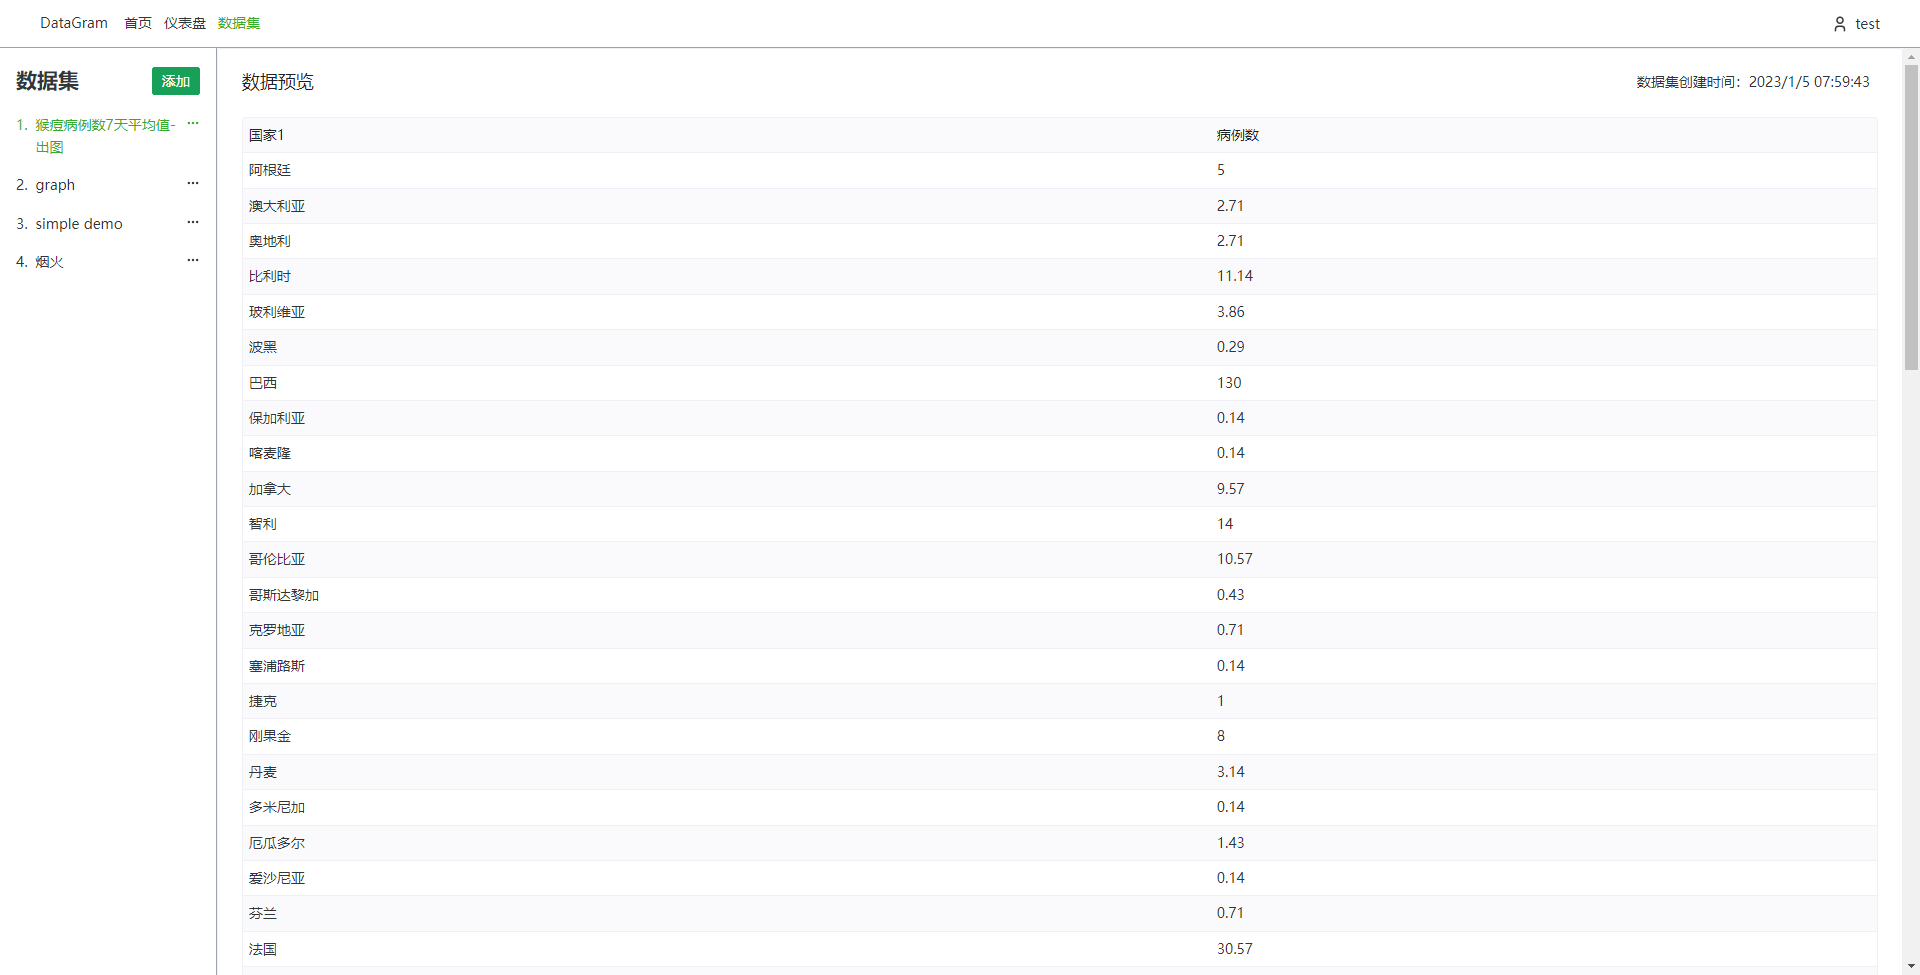 DataGram 首页 仪表盘 数据集 test
数据集 添加
1. 猴痘病例数7天平均值-
出图
2. graph
3. simple demo
4. 烟火
数据预览 数据集创建时间：2023/1/5 07:59:43
国家1 病例数
阿根廷 5
澳大利亚 2.71
奥地利 2.71
比利时 11.14
玻利维亚 3.86
波黑 0.29
巴西 130
保加利亚 0.14
喀麦隆 0.14
加拿大 9.57
智利 14
哥伦比亚 10.57
哥斯达黎加 0.43
克罗地亚 0.71
塞浦路斯 0.14
捷克 1
刚果金 8
丹麦 3.14
多米尼加 0.14
厄瓜多尔 1.43
爱沙尼亚 0.14
芬兰 0.71
法国 30.57